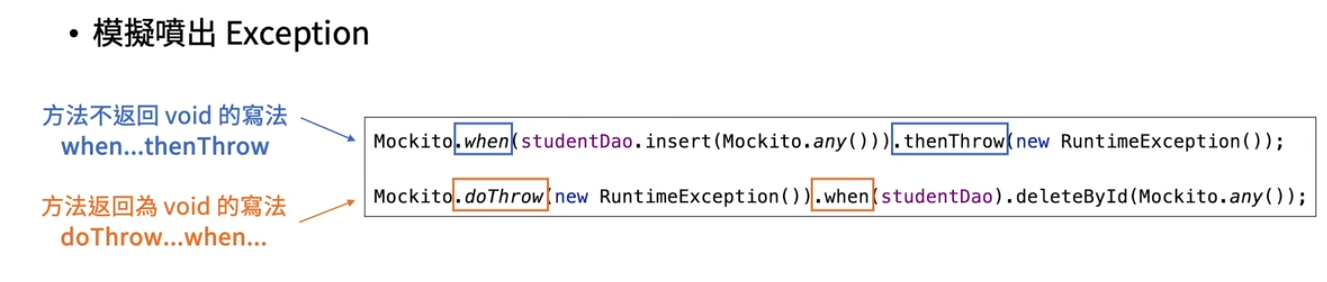 • 模擬噴出 Exception
方法不返回 void 的寫法
when...thenThrow
Mockito.when(studentDao.insert(Mockito.any())).thenThrow(new RuntimeException());
方法返回為 void 的寫法
doThrow...when...
Mockito.doThrow(new RuntimeException()).when(studentDao).deleteById(Mockito.any());